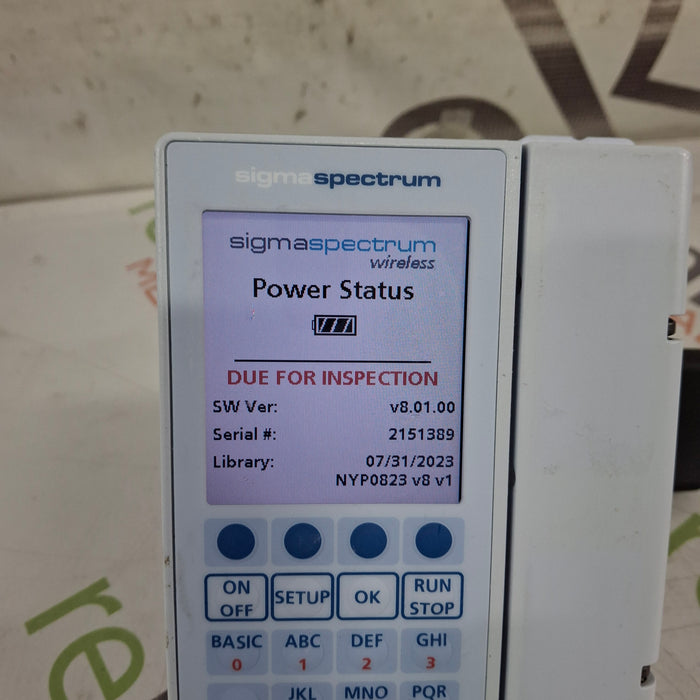 sigmaspectrum
sigmaspectrum
wireless
Power Status
DUE FOR INSPECTION
SW Ver: v8.01.00
Serial #: 2151389
Library: 07/31/2023
NYP0823 v8 v1
ON OFF SETUP OK RUN STOP
BASIC ABC DEF GHI
0 1 2 3
JKL MNO PQR
re